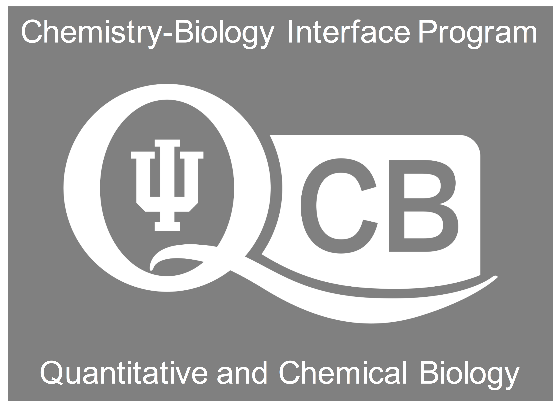 Chemistry-Biology Interface Program
QCB
Quantitative and Chemical Biology